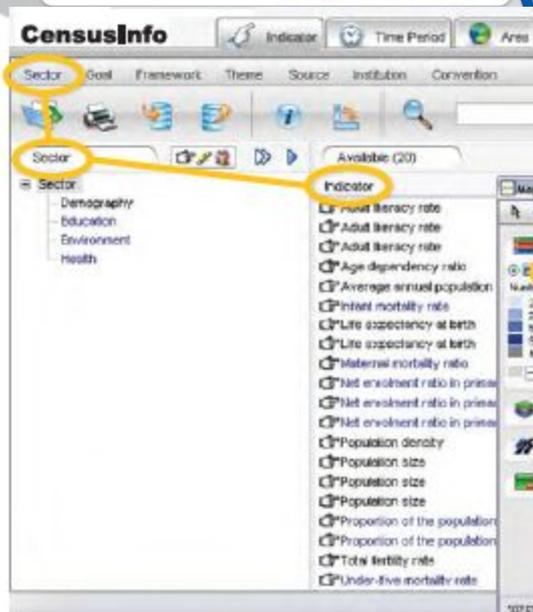 CensusInfo
Indicator Time Period Area
Sector Goal Framework Theme Source Institution Convention
Sector Available (20)
Sector Indicator
Demography
Education
Environment
Health
Adult literacy rate
Adult literacy rate
Adult literacy rate
Age dependency ratio
Average annual population
Infant mortality rate
Life expectancy at birth
Life expectancy at birth
Maternal mortality ratio
Net enrolment ratio in
Net enrolment ratio in
Net enrolment ratio in
Population density
Population size
Population size
Population size
Proportion of the population
Proportion of the population
Total fertility rate
Under-five mortality rate